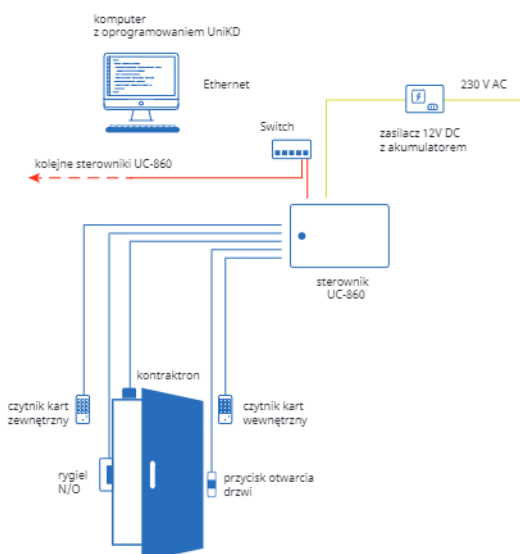 komputer
z oprogramowaniem UniKD
Ethernet
230 V AC
Switch
zasilacz 12V DC
z akumulatorem
kolejne sterowniki UC-860
sterownik
UC-860
kontraktron
czytnik kart
zewnętrzny
czytnik kart
wewnętrzny
rygiel
N/O
przycisk otwarcia
drzwi